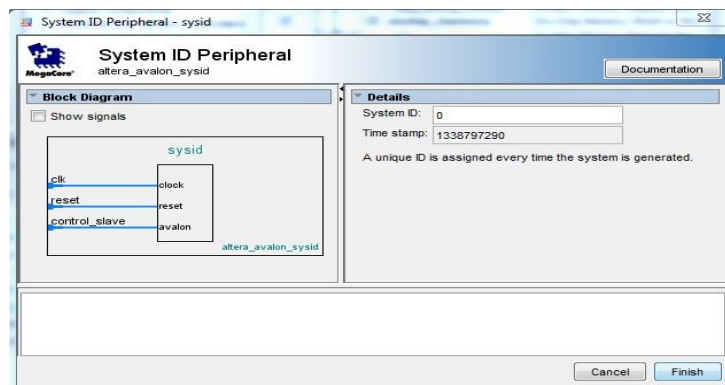 System ID Peripheral - sysid
System ID Peripheral
altera_avalon_sysid
MegaCore'
Documentation
Block Diagram
Show signals
sysid
clk
clock
reset
reset
control_slave
avalon
altera_avalon_sysid
Details
System ID: 0
Time stamp: 1338797290
A unique ID is assigned every time the system is generated.
Cancel
Finish